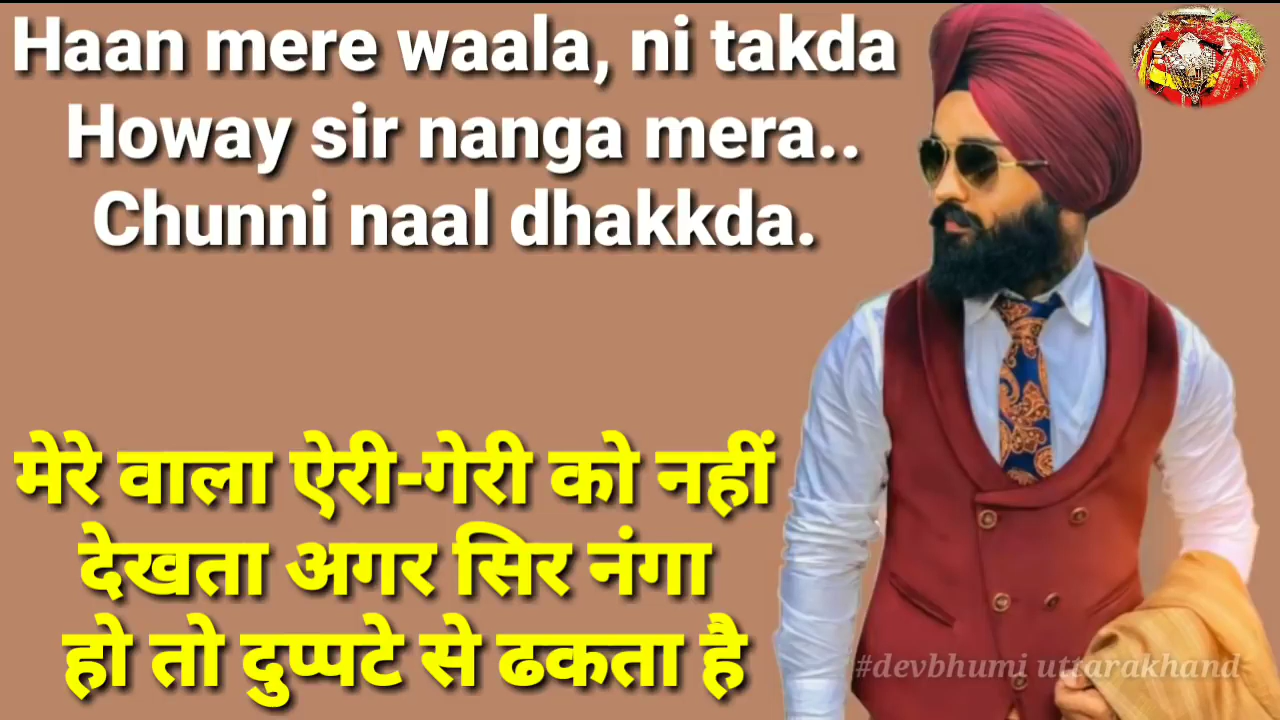 Haan mere waala, ni takda
Howay sir nanga mera..
Chunni naal dhakkda.
मेरे वाला ऐरी-गेरी को नहीं
देखता अगर सिर नंगा
हो तो दुप्पटे से ढकता है
#devbhumi uttarakhand